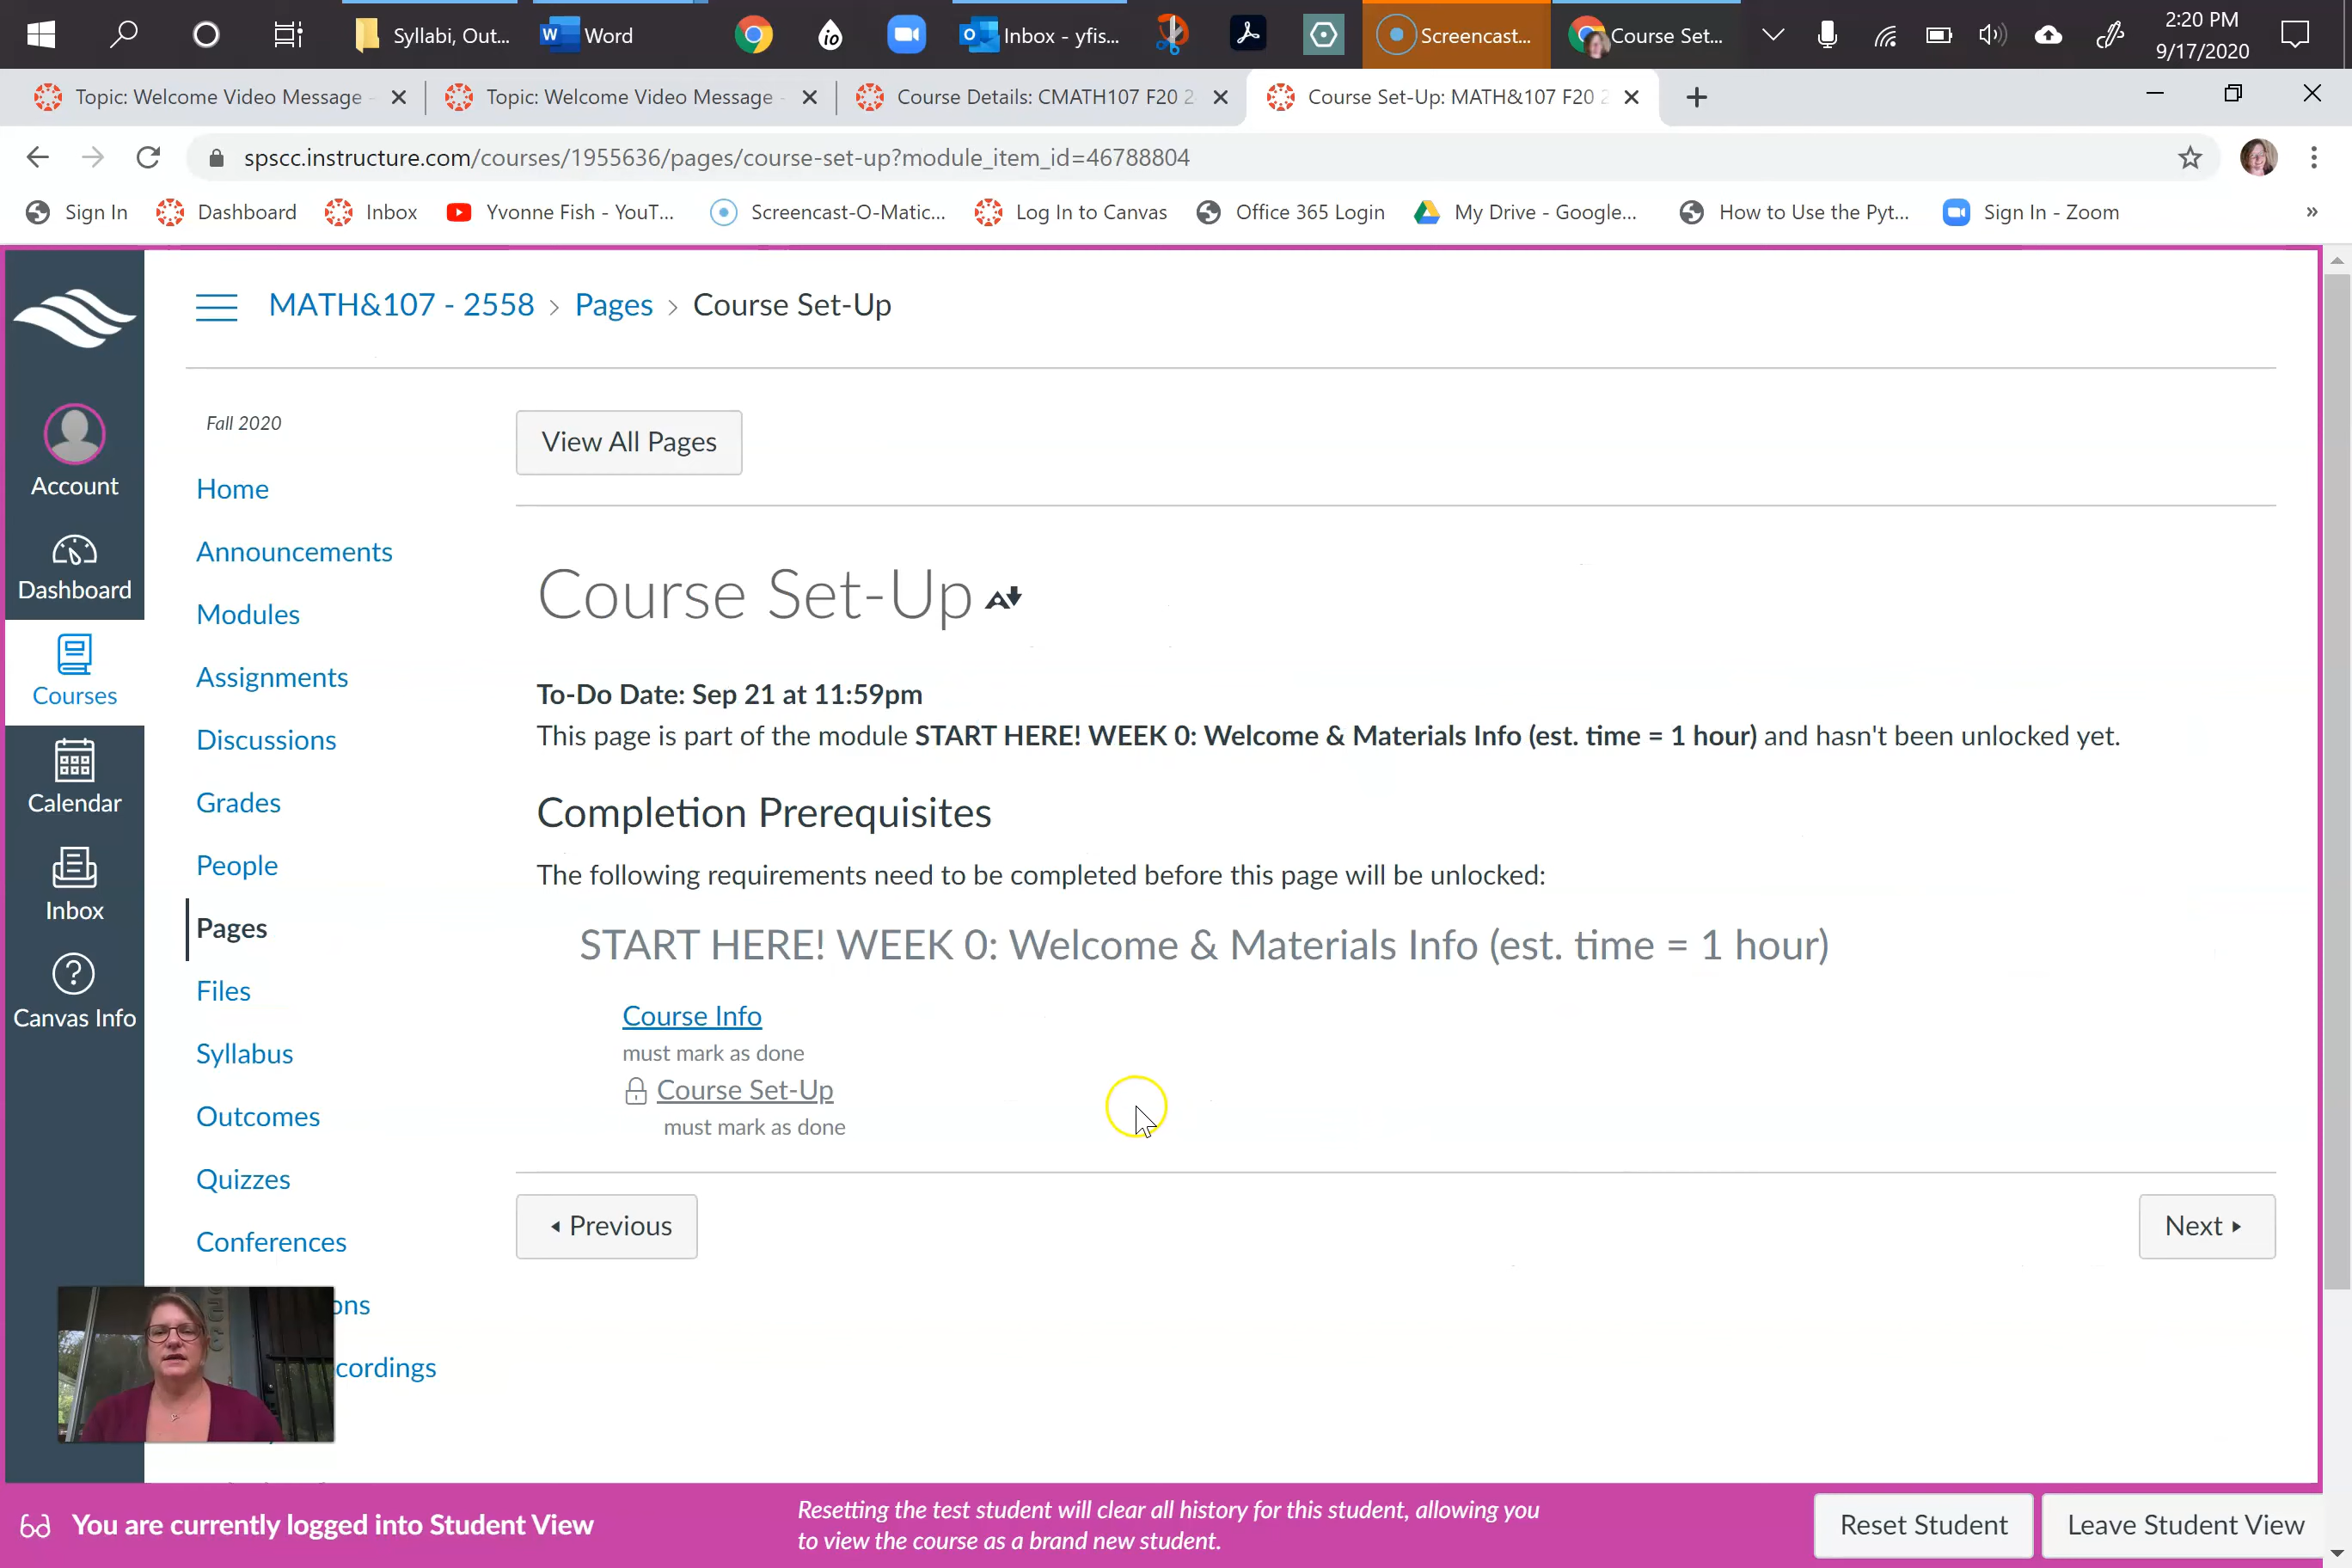 Syllabi, Out...
Word
Inbox - yfis...
Screencast...
Course Set...
2:20 PM
9/17/2020
Topic: Welcome Video Message
Topic: Welcome Video Message
Course Details: CMATH107 F20 2
Course Set-Up: MATH&107 F20 2
spscc.instructure.com/courses/1955636/pages/course-set-up?module_item_id=46788804
Sign In
Dashboard
Inbox
Yvonne Fish - YouT...
Screencast-O-Matic...
Log In to Canvas
Office 365 Login
My Drive - Google...
How to Use the Pyt...
Sign In - Zoom
»
MATH&107 - 2558 > Pages > Course Set-Up
Account
Dashboard
Courses
Calendar
Inbox
Canvas Info
Fall 2020
Home
Announcements
Modules
Assignments
Discussions
Grades
People
Pages
Files
Syllabus
Outcomes
Quizzes
Conferences
ons
cordings
View All Pages
Course Set-Up
To-Do Date: Sep 21 at 11:59pm
This page is part of the module START HERE! WEEK 0: Welcome & Materials Info (est. time = 1 hour) and hasn't been unlocked yet.
Completion Prerequisites
The following requirements need to be completed before this page will be unlocked:
START HERE! WEEK 0: Welcome & Materials Info (est. time = 1 hour)
Course Info
must mark as done
Course Set-Up
must mark as done
Previous
Next
You are currently logged into Student View
Resetting the test student will clear all history for this student, allowing you
to view the course as a brand new student.
Reset Student
Leave Student View